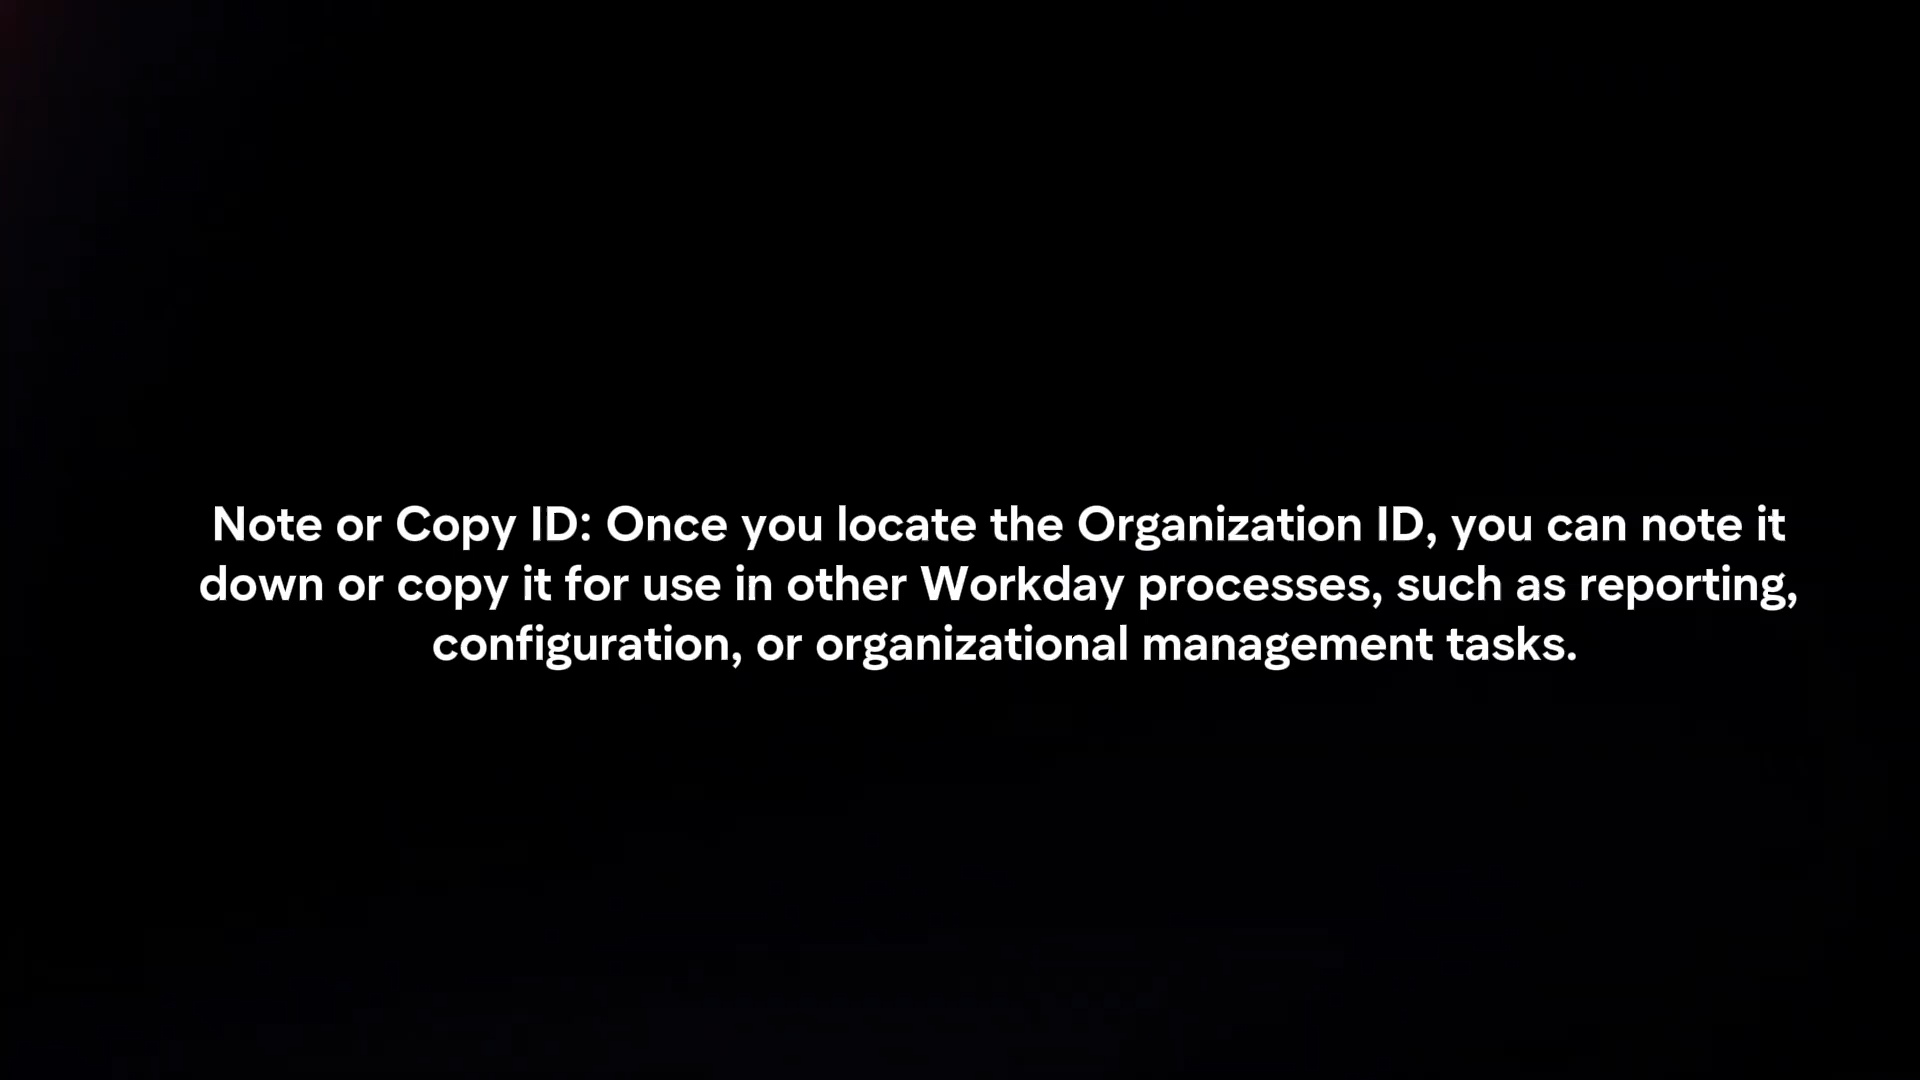 Note or Copy ID: Once you locate the Organization ID, you can note it
down or copy it for use in other Workday processes, such as reporting,
configuration, or organizational management tasks.